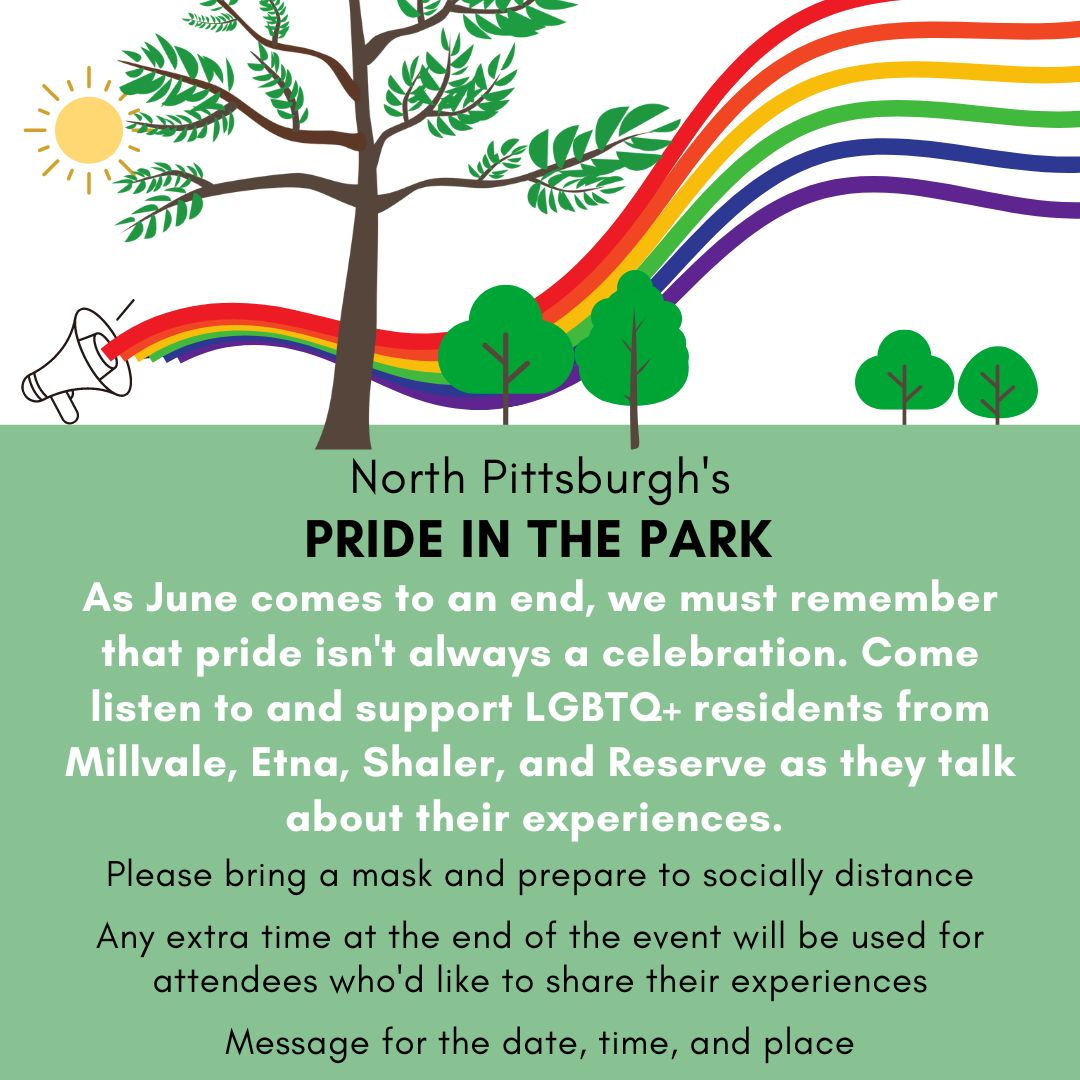 North Pittsburgh's
PRIDE IN THE PARK
As June comes to an end, we must remember
that pride isn't always a celebration. Come
listen to and support LGBTQ+ residents from
Millvale, Etna, Shaler, and Reserve as they talk
about their experiences.
Please bring a mask and prepare to socially distance
Any extra time at the end of the event will be used for
attendees who'd like to share their experiences
Message for the date, time, and place